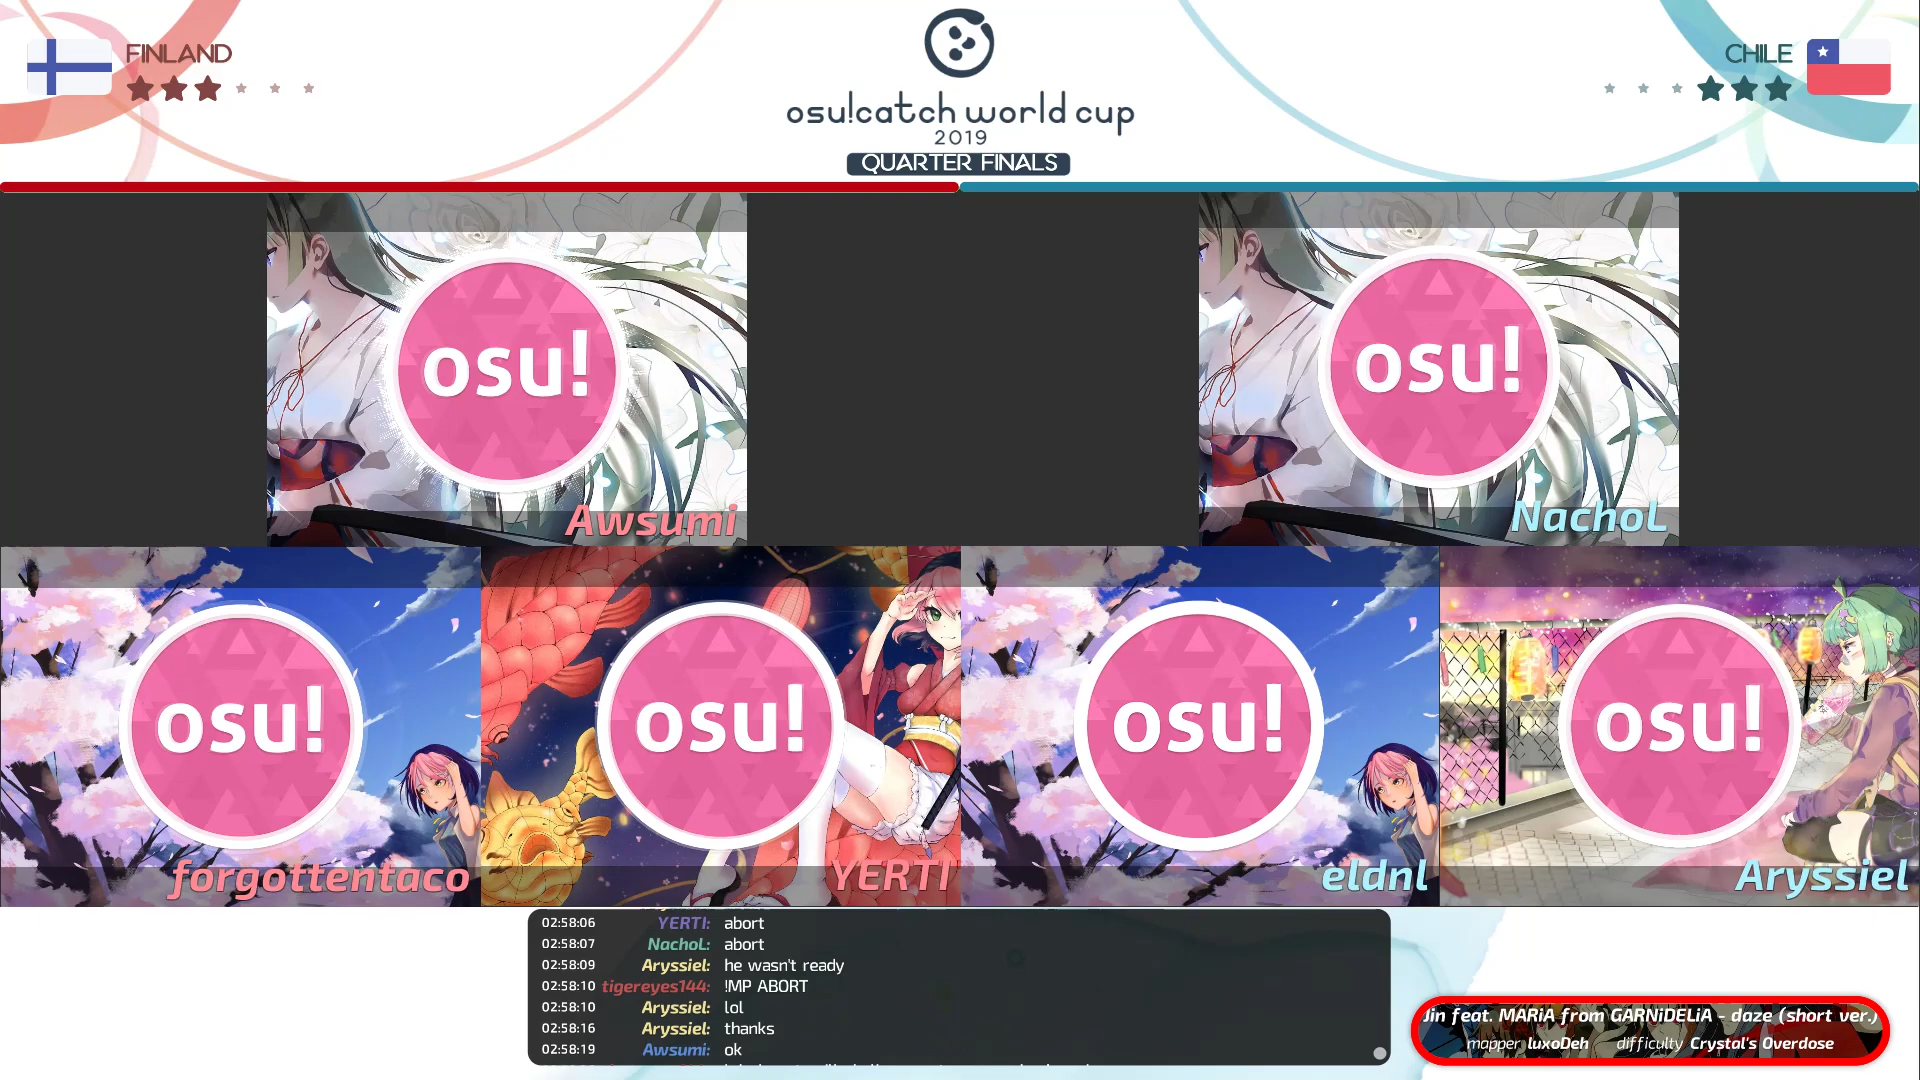 FINLAND
CHILE
osu!catch world cup
2019
QUARTER FINALS
osu!
Awsumi
osu!
NachoL
osu!
forgottentaco
osu!
YERTI
osu!
eldnl
osu!
Aryssiel
02:58:06 YERTI: abort
02:58:07 NachoL: abort
02:58:09 Aryssiel: he wasn't ready
02:58:10 tigereyes144: !MP ABORT
02:58:10 Aryssiel: lol
02:58:16 Aryssiel: thanks
02:58:19 Awsumi: ok
Jin feat. MARiA from GARNiDELiA - daze (short ver.)
mapper luxoDeh difficulty Crystal's Overdose